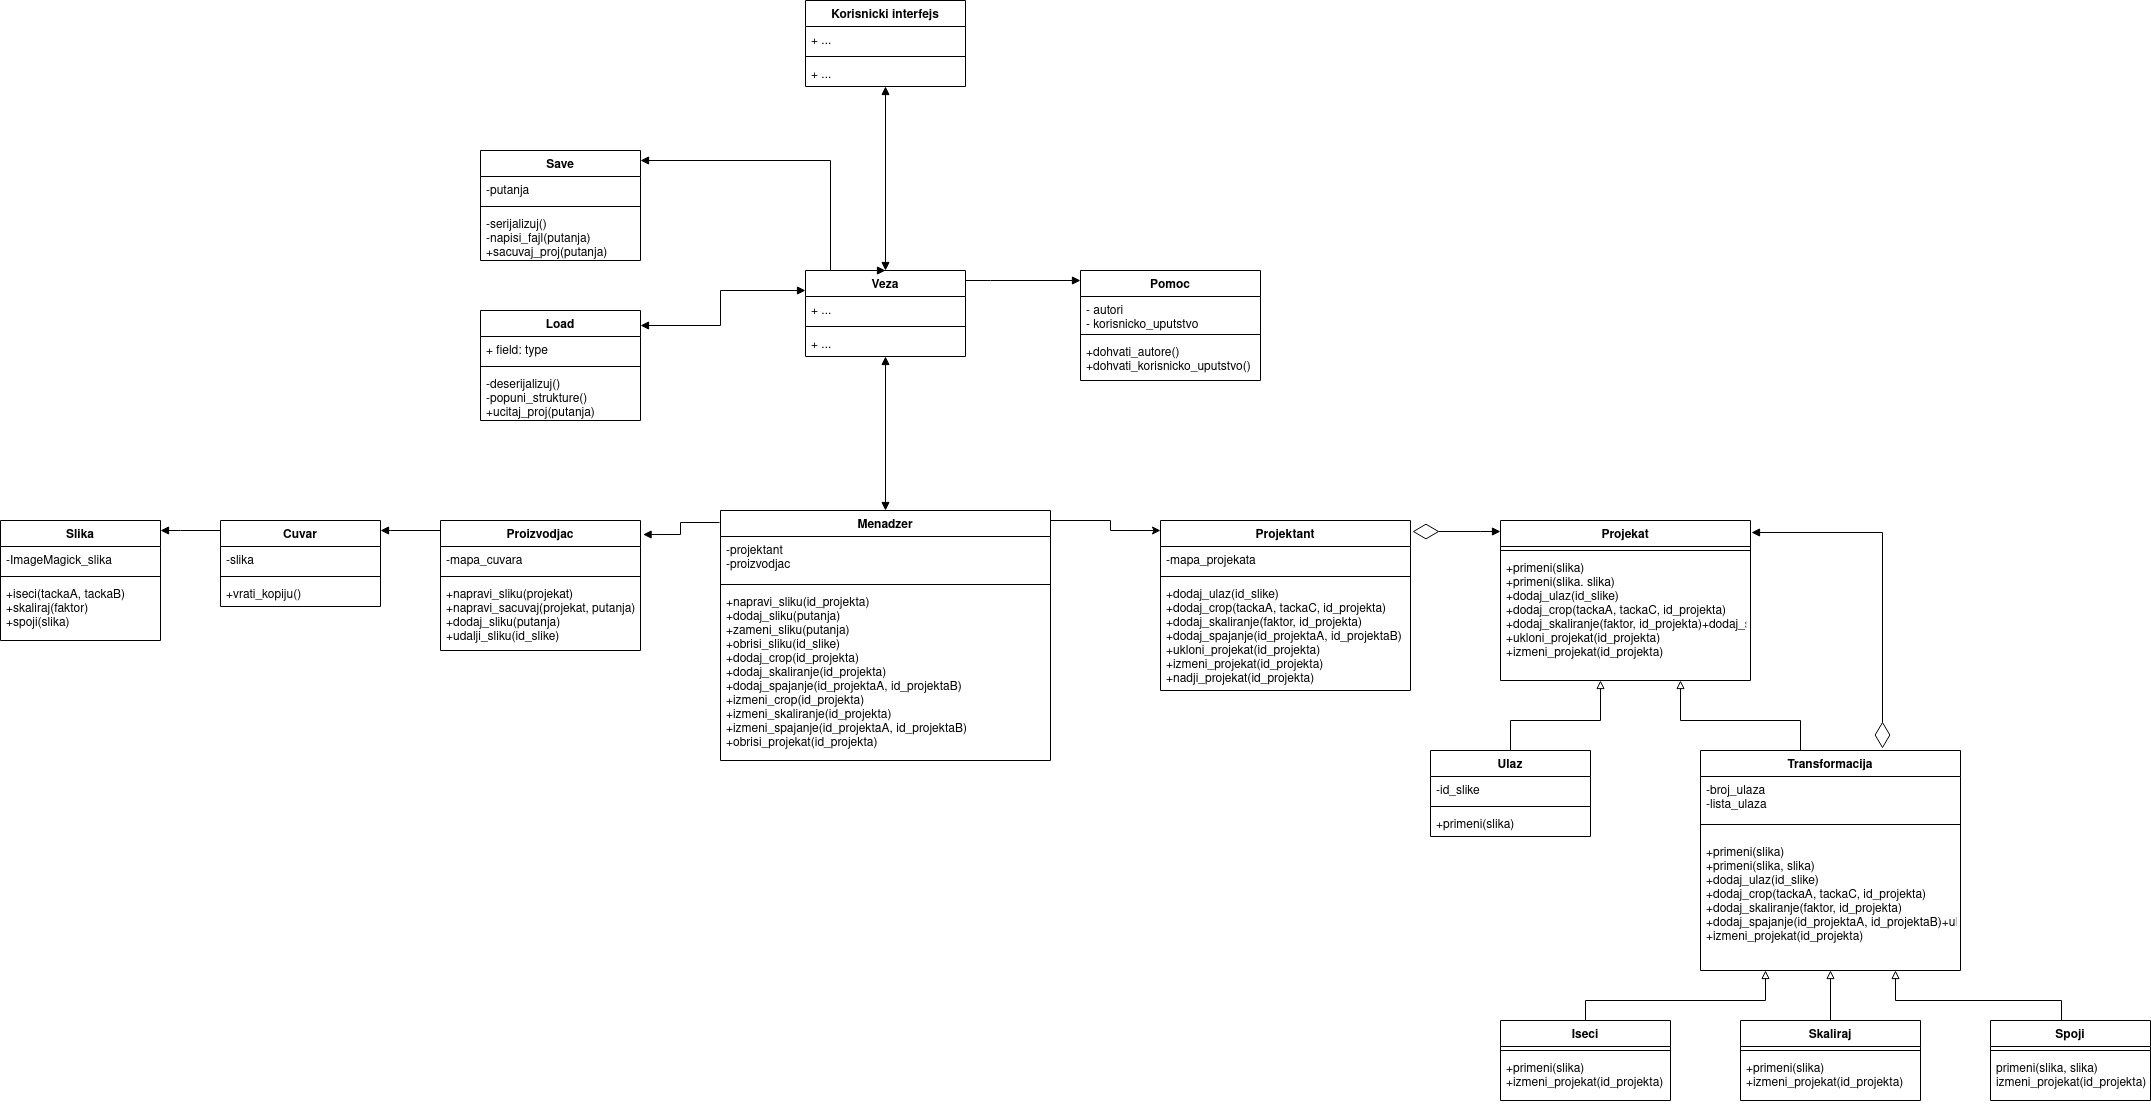 Korisnicki interfejs
+ ...
+ ...
Save
-putanja
-serijalizuj()
-napisi_fajl(putanja)
+sacuvaj_proj(putanja)
Veza
+ ...
+ ...
Pomoc
- autori
- korisnicko_uputstvo
+dohvati_autore()
+dohvati_korisnicko_uputstvo()
Load
+ field: type
-deserijalizuj()
-popuni_strukture()
+ucitaj_proj(putanja)
Slika
-ImageMagick_slika
+iseci(tackaA, tackaB)
+skaliraj(faktor)
+spoji(slika)
Cuvar
-slika
+vrati_kopiju()
Proizvodjac
-mapa_cuvara
+napravi_sliku(projekat)
+napravi_sacuvaj(projekat, putanja)
+dodaj_sliku(putanja)
+udalji_sliku(id_slike)
Menadzer
-projektant
-proizvodjac
+napravi_sliku(id_projekta)
+dodaj_sliku(putanja)
+zameni_sliku(putanja)
+obrisi_sliku(id_slike)
+dodaj_crop(id_projekta)
+dodaj_skaliranje(id_projekta)
+dodaj_spajanje(id_projektaA, id_projektaB)
+izmeni_crop(id_projekta)
+izmeni_skaliranje(id_projekta)
+izmeni_spajanje(id_projektaA, id_projektaB)
+obrisi_projekat(id_projekta)
Projektant
-mapa_projekata
+dodaj_ulaz(id_slike)
+dodaj_crop(tackaA, tackaC, id_projekta)
+dodaj_skaliranje(faktor, id_projekta)
+dodaj_spajanje(id_projektaA, id_projektaB)
+ukloni_projekat(id_projekta)
+izmeni_projekat(id_projekta)
+nadji_projekat(id_projekta)
Projekat
+primeni(slika)
+primeni(slika. slika)
+dodaj_ulaz(id_slike)
+dodaj_crop(tackaA, tackaC, id_projekta)
+dodaj_skaliranje(faktor, id_projekta)+dodaj_
+ukloni_projekat(id_projekta)
+izmeni_projekat(id_projekta)
Ulaz
-id_slike
+primeni(slika)
Transformacija
-broj_ulaza
-lista_ulaza
+primeni(slika)
+primeni(slika, slika)
+dodaj_ulaz(id_slike)
+dodaj_crop(tackaA, tackaC, id_projekta)
+dodaj_skaliranje(faktor, id_projekta)
+dodaj_spajanje(id_projektaA, id_projektaB)+u
+izmeni_projekat(id_projekta)
Iseci
+primeni(slika)
+izmeni_projekat(id_projekta)
Skaliraj
+primeni(slika)
+izmeni_projekat(id_projekta)
Spoji
primeni(slika, slika)
izmeni_projekat(id_projekta)